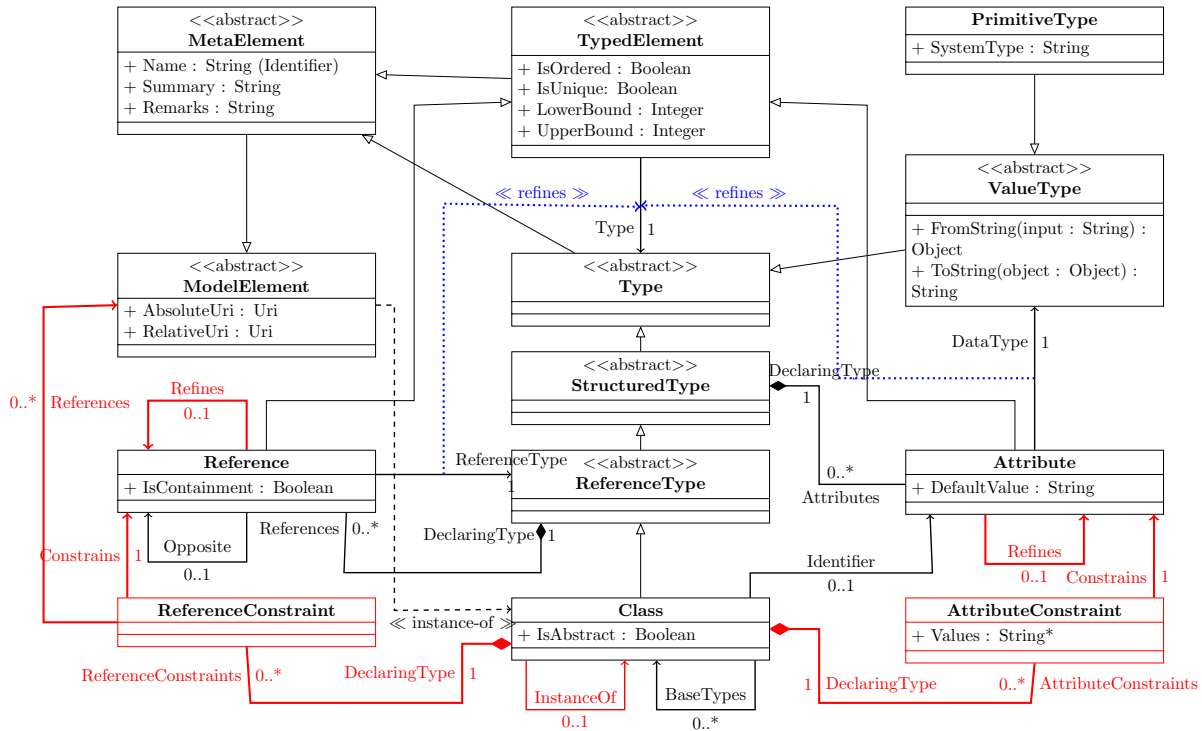 <<abstract>>
MetaElement
+ Name : String (Identifier)
+ Summary : String
+ Remarks : String
<<abstract>>
TypedElement
+ IsOrdered : Boolean
+ IsUnique: Boolean
+ LowerBound : Integer
+ UpperBound : Integer
PrimitiveType
+ SystemType : String
<<abstract>>
ValueType
+ FromString(input : String) :
Object
+ ToString(object : Object) :
String
≪ refines ≫
≪ refines ≫
Type
1
<<abstract>>
ModelElement
+ AbsoluteUri : Uri
+ RelativeUri : Uri
<<abstract>>
Type
DataType
1
<<abstract>>
StructuredType
DeclaringType
1
0..*
References
Refines
0..1
Reference
+ IsContainment : Boolean
ReferenceType
1
<<abstract>>
ReferenceType
0..*
Attributes
Attribute
+ DefaultValue : String
References
0..*
DeclaringType
1
Opposite
0..1
Constrains
1
Identifier
0..1
Refines
0..1
Constrains
1
ReferenceConstraint
≪ instance-of ≫
Class
+ IsAbstract : Boolean
AttributeConstraint
+ Values : String*
ReferenceConstraints
0..*
DeclaringType
1
InstanceOf
0..1
BaseTypes
0..*
1
DeclaringType
0..*
AttributeConstraints